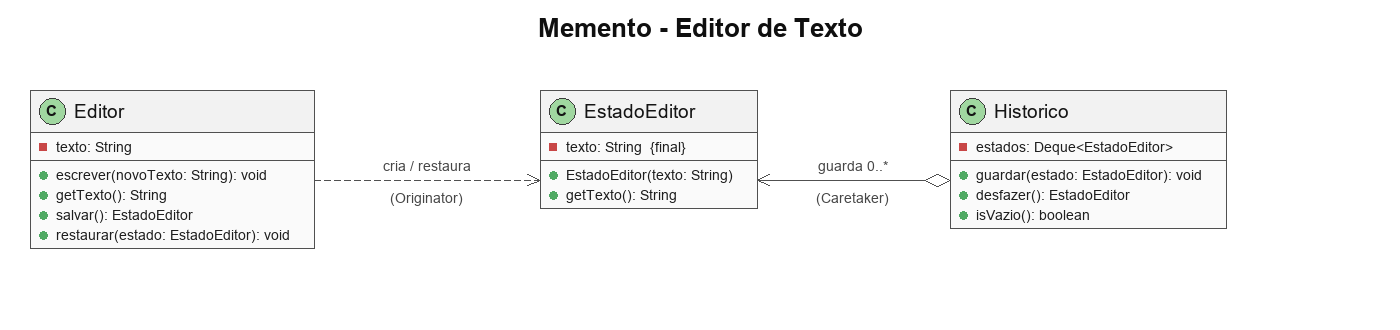 Memento - Editor de Texto
C Editor
texto: String
escrever(novoTexto: String): void
getTexto(): String
salvar(): EstadoEditor
restaurar(estado: EstadoEditor): void
cria / restaura
(Originator)
C EstadoEditor
texto: String {final}
EstadoEditor(texto: String)
getTexto(): String
guarda 0..*
(Caretaker)
C Historico
estados: Deque<EstadoEditor>
guardar(estado: EstadoEditor): void
desfazer(): EstadoEditor
isVazio(): boolean